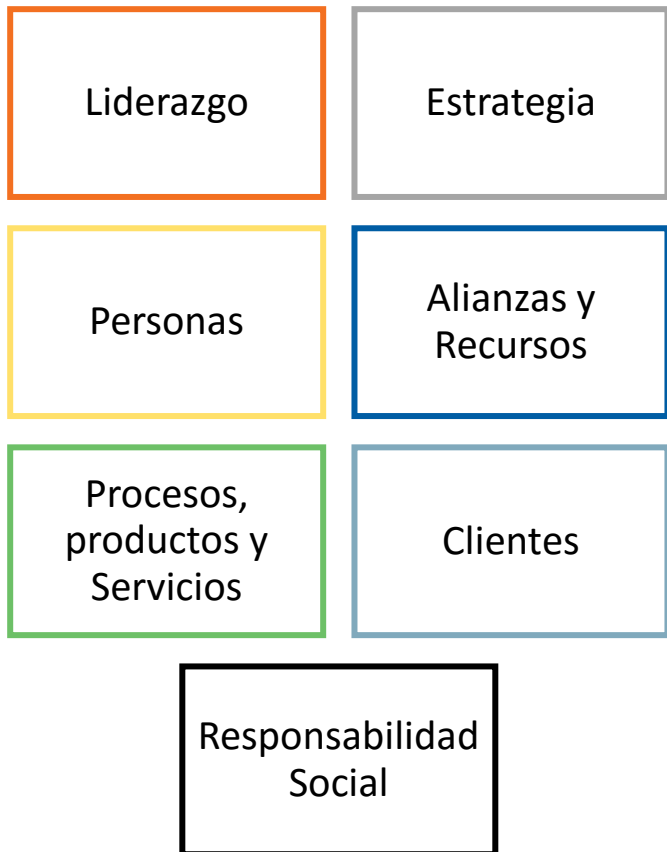 Liderazgo
Estrategia
Personas
Alianzas y
Recursos
Procesos,
productos y
Servicios
Clientes
Responsabilidad
Social